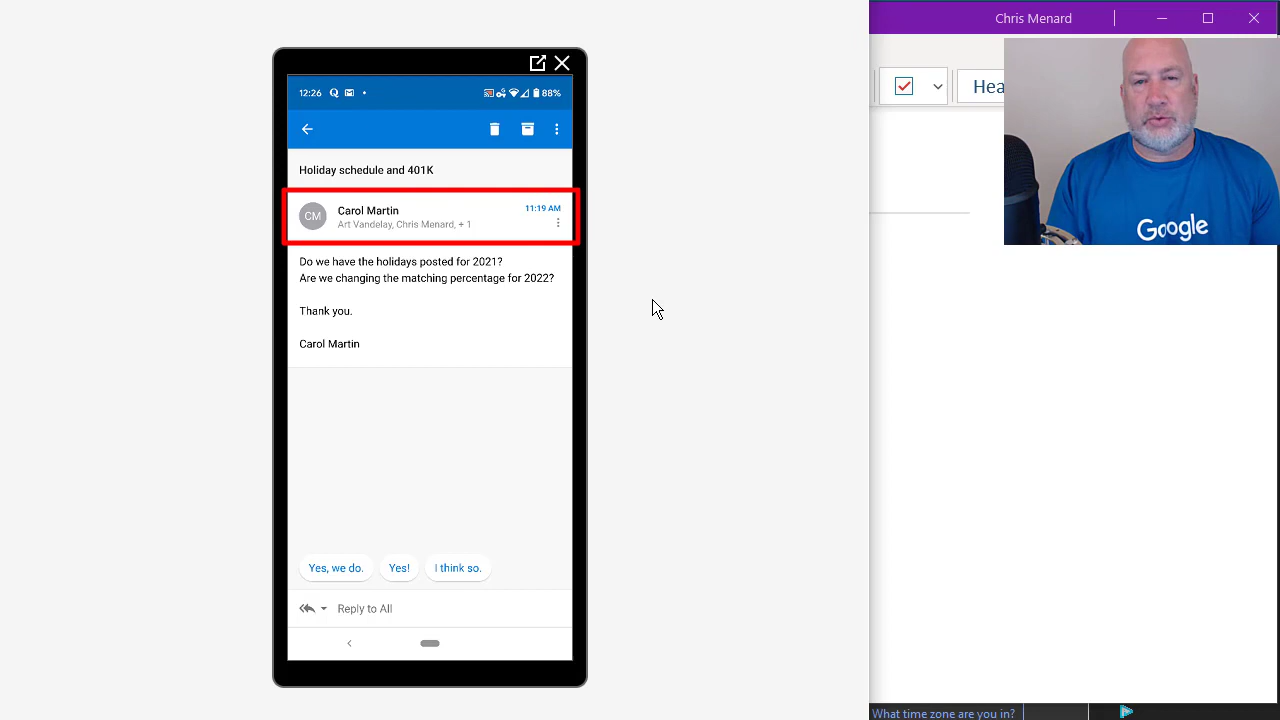 Chris Menard
Hea
Google
12:26
88%
Holiday schedule and 401K
CM
Carol Martin
11:19 AM
Art Vandelay, Chris Menard, + 1
Do we have the holidays posted for 2021?
Are we changing the matching percentage for 2022?
Thank you.
Carol Martin
Yes, we do.
Yes!
I think so.
Reply to All
What time zone are you in?